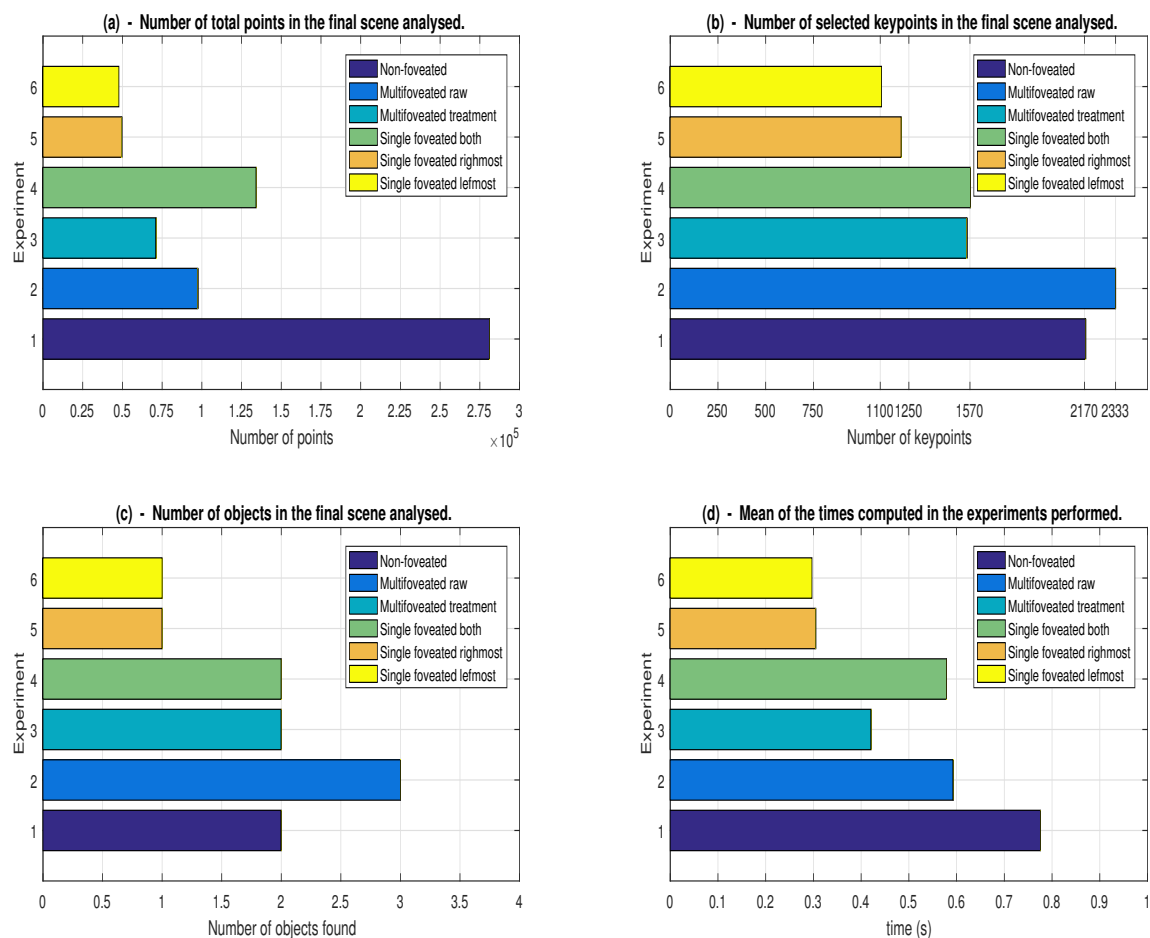 (a) - Number of total points in the final scene analysed.
Experiment
6
5
4
3
2
1
Non-foveated
Multifoveated raw
Multifoveated treatment
Single foveated both
Single foveated righmost
Single foveated lefmost
0 0.25 0.5 0.75 1 1.25 1.5 1.75 2 2.25 2.5 2.75 3
Number of points
×10^5
(b) - Number of selected keypoints in the final scene analysed.
Experiment
6
5
4
3
2
1
Non-foveated
Multifoveated raw
Multifoveated treatment
Single foveated both
Single foveated righmost
Single foveated lefmost
0 250 500 750 1100 1250 1570 2170 2333
Number of keypoints
(c) - Number of objects in the final scene analysed.
Experiment
6
5
4
3
2
1
Non-foveated
Multifoveated raw
Multifoveated treatment
Single foveated both
Single foveated righmost
Single foveated lefmost
0 0.5 1 1.5 2 2.5 3 3.5 4
Number of objects found
(d) - Mean of the times computed in the experiments performed.
Experiment
6
5
4
3
2
1
Non-foveated
Multifoveated raw
Multifoveated treatment
Single foveated both
Single foveated righmost
Single foveated lefmost
0 0.1 0.2 0.3 0.4 0.5 0.6 0.7 0.8 0.9 1
time (s)